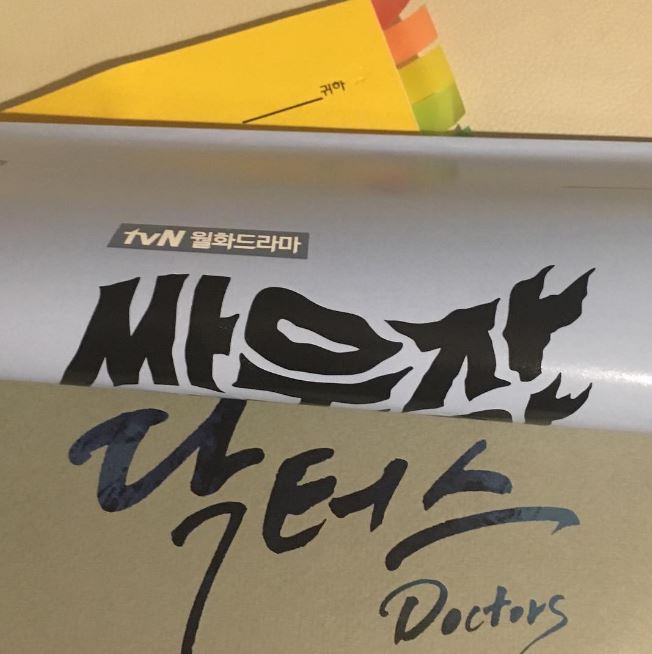 귀하
tvN 월화드라마
싸우자
닥터스
Doctors